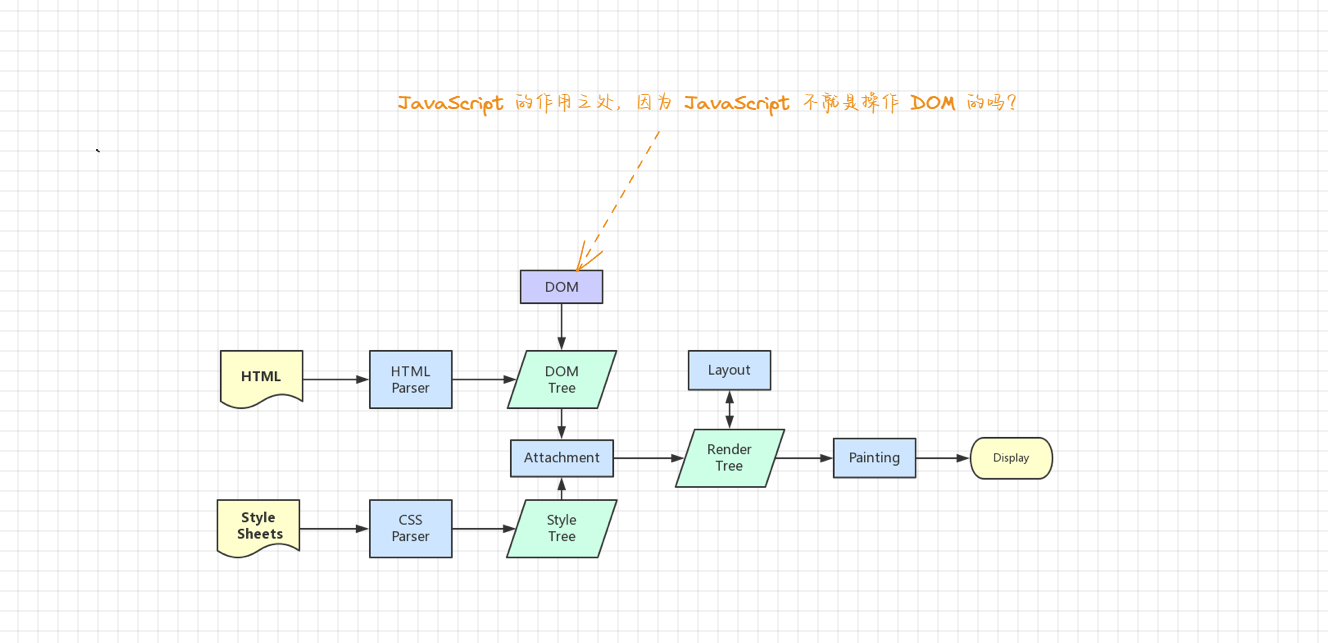 JavaScript 的作用之处，因为 JavaScript 不就是操作 DOM 的吗？
DOM
HTML
HTML
Parser
DOM
Tree
Layout
Attachment
Render
Tree
Painting
Display
Style
Sheets
CSS
Parser
Style
Tree